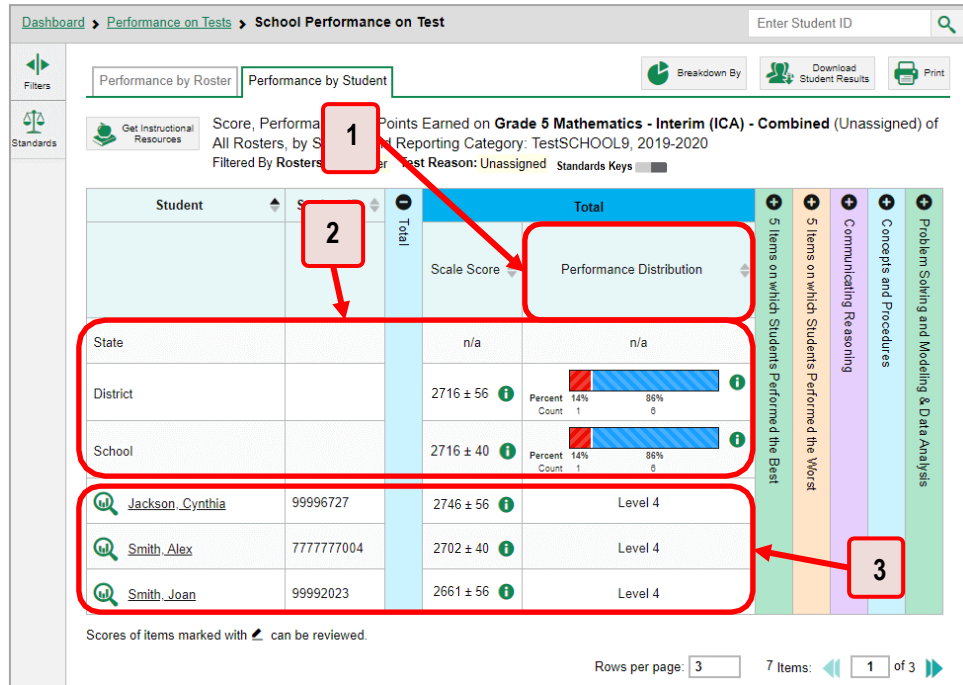 Dashboard > Performance on Tests > School Performance on Test
Enter Student ID
Filters
Standards
Performance by Roster
Performance by Student
Breakdown By
Download
Student Results
Print
Get Instructional
Resources
Score, Perfor Points Earned on Grade 5 Mathematics - Interim (ICA) - Combined (Unassigned) of
All Rosters, by S d Reporting Category: TestSCHOOL9, 2019-2020
Filtered By Rosters r Test Reason: Unassigned Standards Keys
1
2
3
Student
Total
Total
Scale Score
Performance Distribution
5 Items on which Students Performed the Best
5 Items on which Students Performed the Worst
Communicating Reasoning
Concepts and Procedures
Problem Solving and Modeling & Data Analysis
State n/a n/a
District 2716 ± 56
Percent 14% 86%
Count 1 6
School 2716 ± 40
Percent 14% 86%
Count 1 6
Jackson, Cynthia 99996727 2746 ± 56 Level 4
Smith, Alex 7777777004 2702 ± 40 Level 4
Smith, Joan 99992023 2661 ± 56 Level 4
Scores of items marked with can be reviewed.
Rows per page: 3 7 Items: 1 of 3